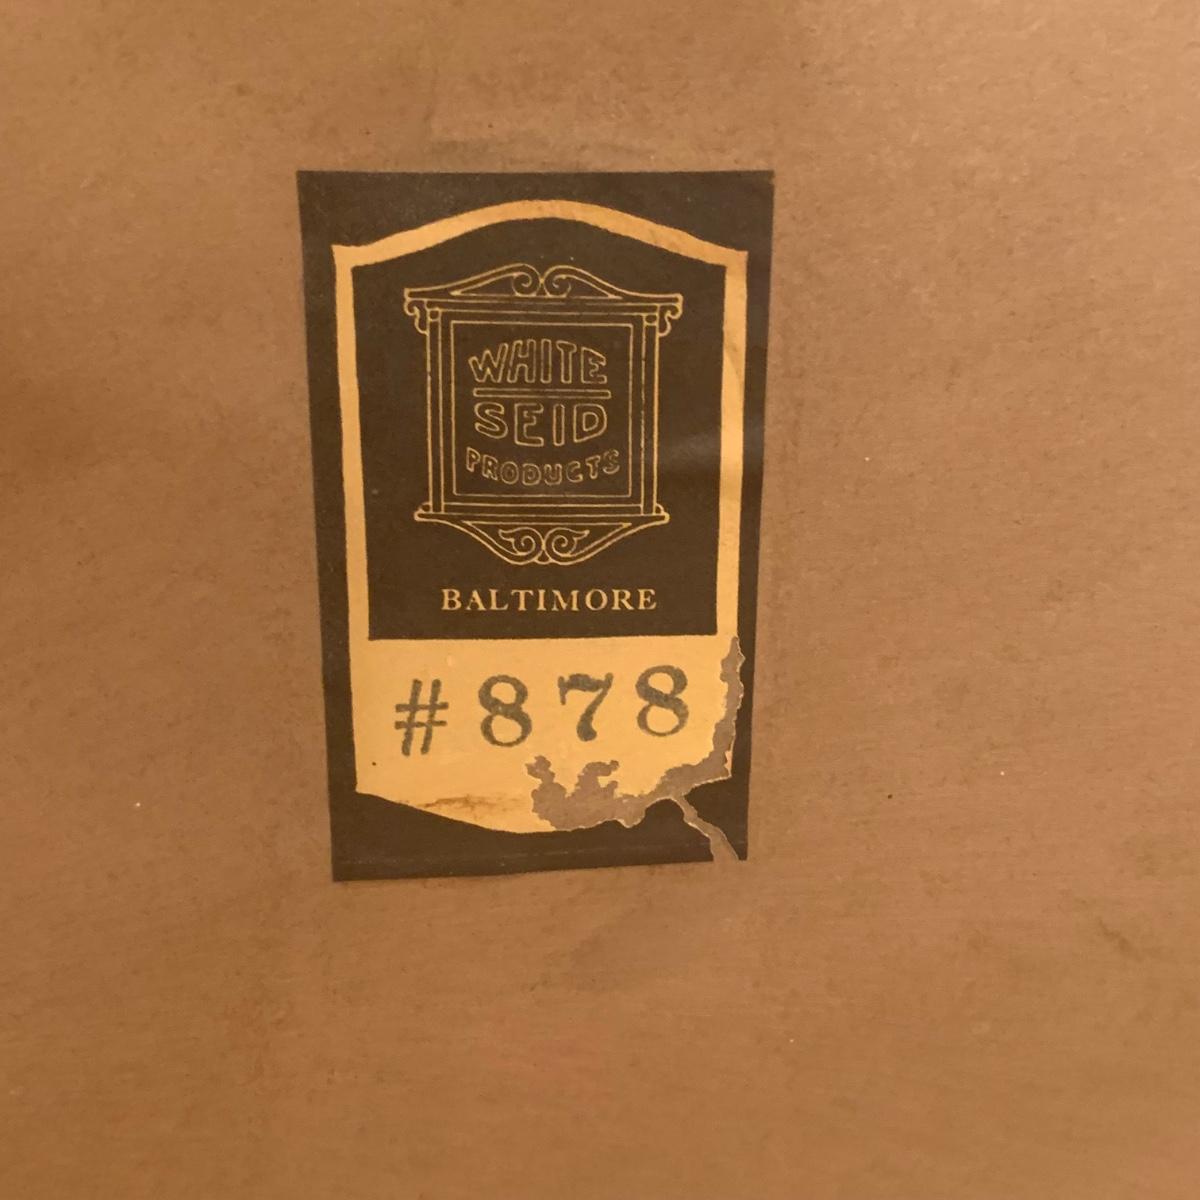 WHITE
SEID
PRODUCTS
BALTIMORE
#878